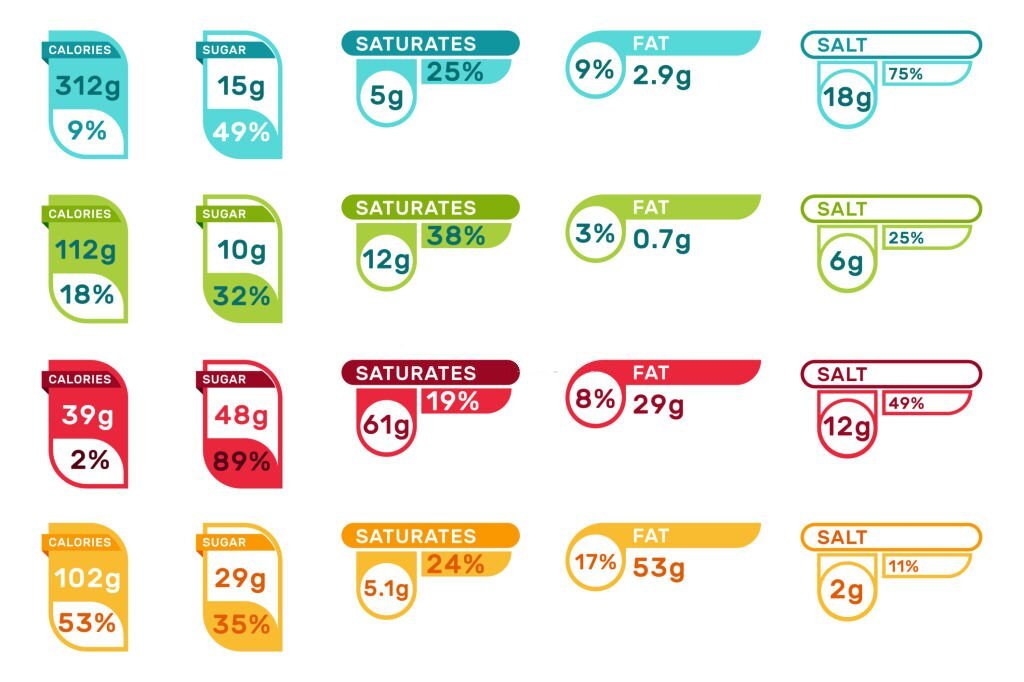 CALORIES
312g
9%
SUGAR
15g
49%
SATURATES
25%
5g
FAT
9%
2.9g
SALT
75%
18g
CALORIES
112g
18%
SUGAR
10g
32%
SATURATES
38%
12g
FAT
3%
0.7g
SALT
25%
6g
CALORIES
39g
2%
SUGAR
48g
89%
SATURATES
19%
61g
FAT
8%
29g
SALT
49%
12g
CALORIES
102g
53%
SUGAR
29g
35%
SATURATES
24%
5.1g
FAT
17%
53g
SALT
11%
2g